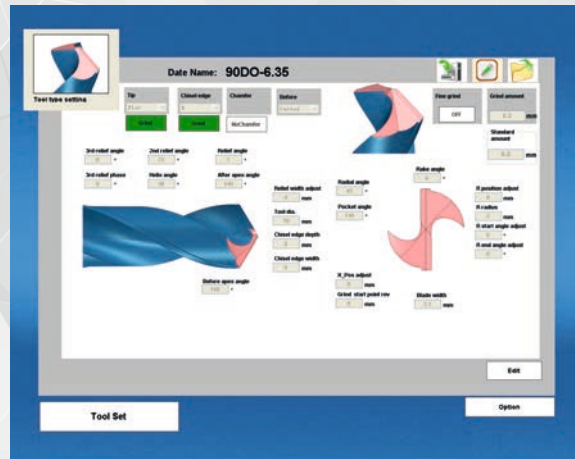 Date Name: 90DO-6.35
Tool type setting
Tip
Chisel edge
Chamfer
Before
Fine grind
Grind amount
Flat
X
Grind
Grind
NoChamfer
OFF
mm
Standard
amount
mm
3rd relief angle
2nd relief angle
Relief angle
3rd relief phase
Helix angle
After open angle
Relief width adjust
mm
Tool dia.
mm
Chisel edge depth
mm
Chisel edge width
mm
Before open angle
Radial angle
Pocket angle
Rake angle
R position adjust
mm
R radius
mm
R start angle adjust
R end angle adjust
X_Pos adjust
mm
Grind start point rev
mm
Blade width
mm
Edit
Tool Set
Option